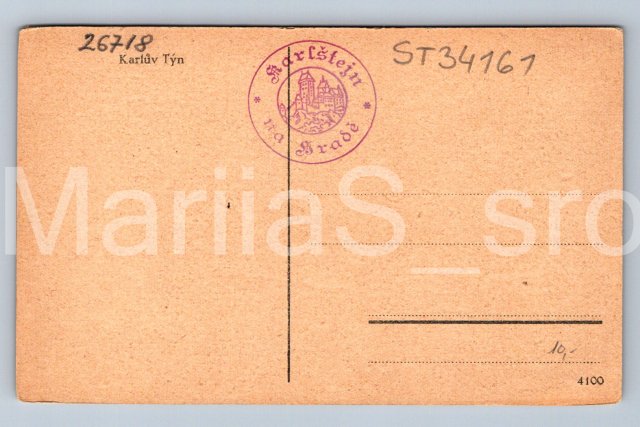 26718
Karlův Týn
Karlštejn
na Hradě
ST34161
MariiaS_sro
10,-
4100